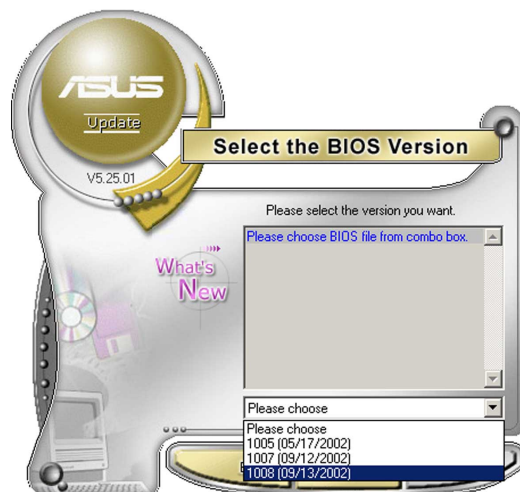 ASUS
Update
V5.25.01
Select the BIOS Version
Please select the version you want.
Please choose BIOS file from combo box.
What's
New
Please choose
Please choose
1005 (05/17/2002)
1007 (09/12/2002)
1008 (09/13/2002)